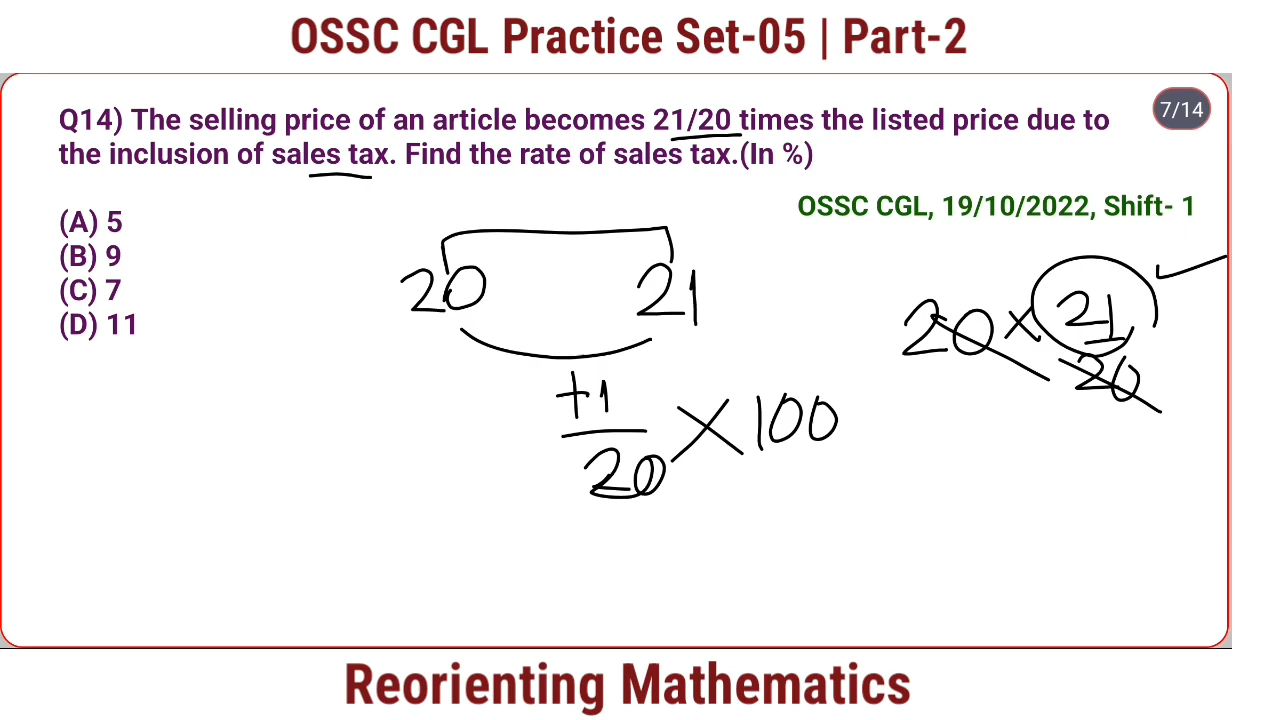 OSSC CGL Practice Set-05 | Part-2
7/14
Q14) The selling price of an article becomes 21/20 times the listed price due to
the inclusion of sales tax. Find the rate of sales tax.(In %)
OSSC CGL, 19/10/2022, Shift- 1
(A) 5
(B) 9
(C) 7
(D) 11
20 21
+1
20
× 100
20 × 21
20
Reorienting Mathematics